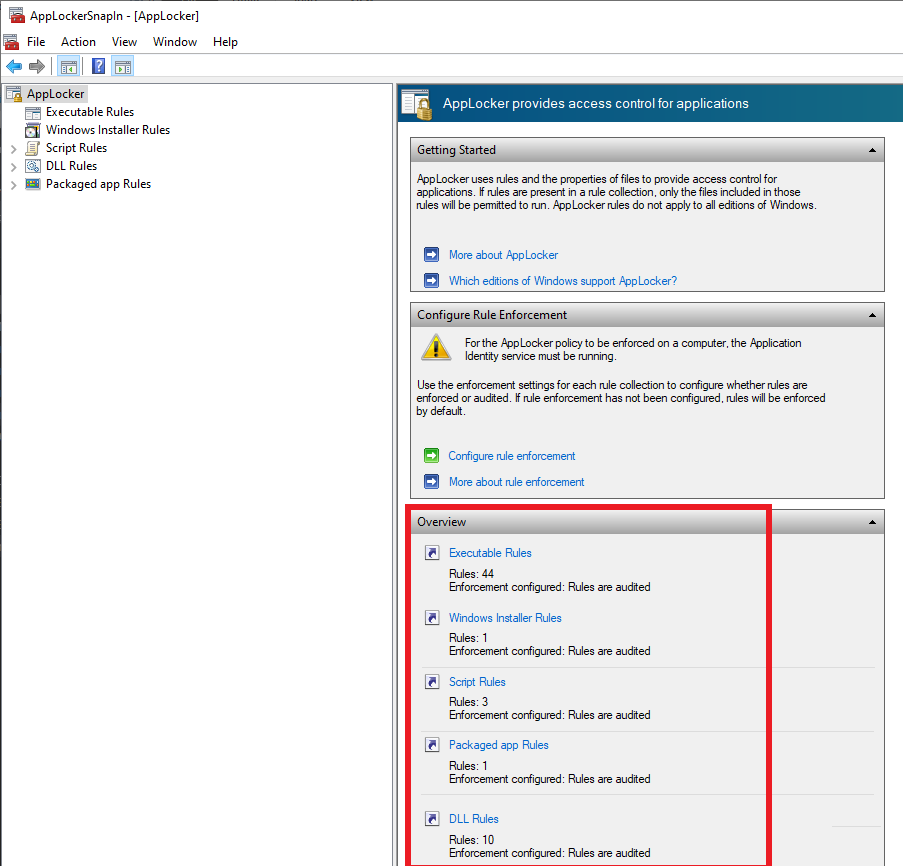 AppLockerSnapIn - [AppLocker]
File Action View Window Help
AppLocker
Executable Rules
Windows Installer Rules
Script Rules
DLL Rules
Packaged app Rules
AppLocker provides access control for applications
Getting Started
AppLocker uses rules and the properties of files to provide access control for
applications. If rules are present in a rule collection, only the files included in those
rules will be permitted to run. AppLocker rules do not apply to all editions of Windows.
More about AppLocker
Which editions of Windows support AppLocker?
Configure Rule Enforcement
For the AppLocker policy to be enforced on a computer, the Application
Identity service must be running.
Use the enforcement settings for each rule collection to configure whether rules are
enforced or audited. If rule enforcement has not been configured, rules will be enforced
by default.
Configure rule enforcement
More about rule enforcement
Overview
Executable Rules
Rules: 44
Enforcement configured: Rules are audited
Windows Installer Rules
Rules: 1
Enforcement configured: Rules are audited
Script Rules
Rules: 3
Enforcement configured: Rules are audited
Packaged app Rules
Rules: 1
Enforcement configured: Rules are audited
DLL Rules
Rules: 10
Enforcement configured: Rules are audited